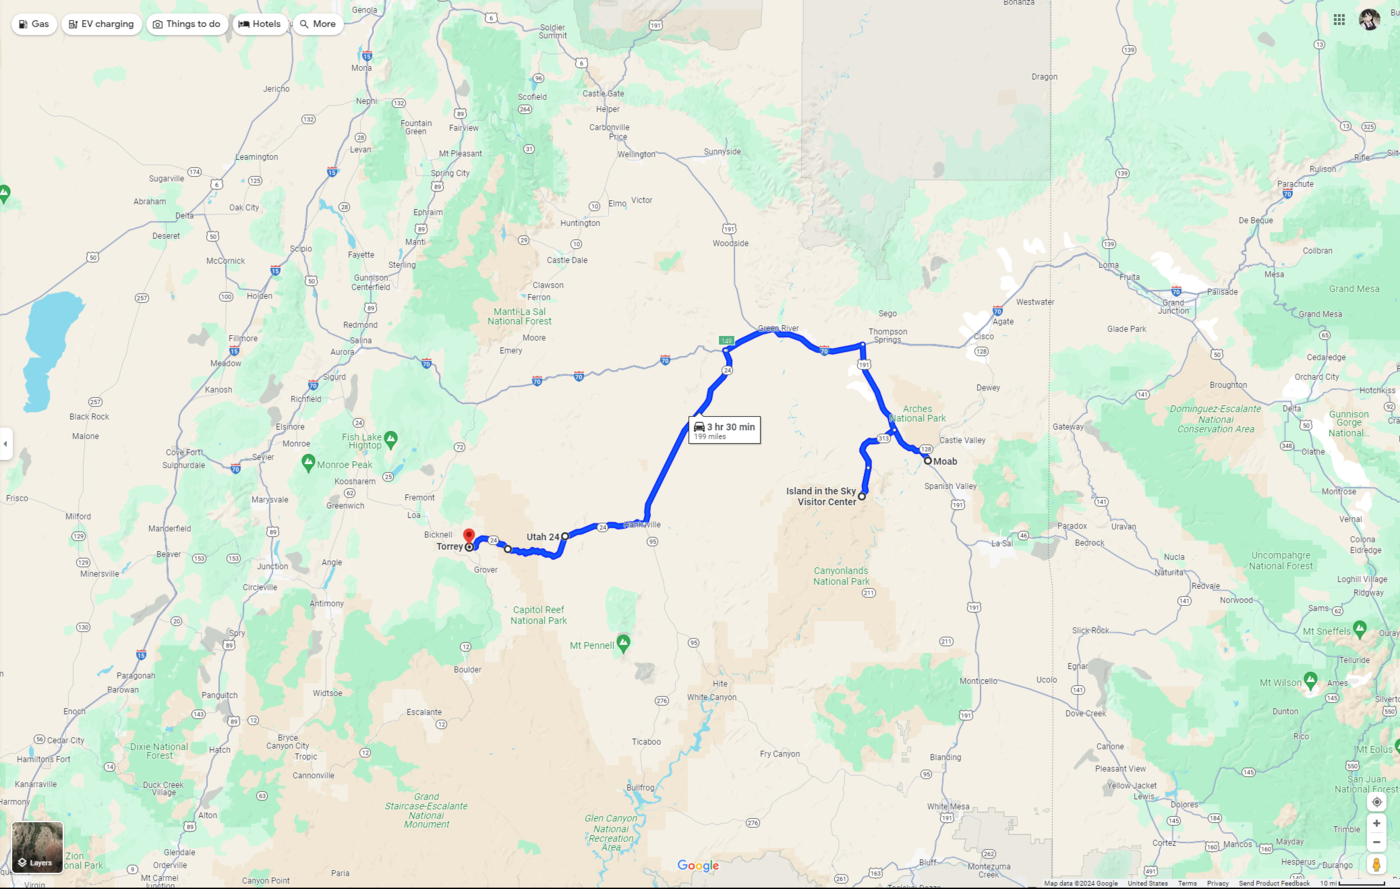 Gas
EV charging
Things to do
Hotels
More
Genola
Bonanza
Soldier
Summit
Mona
Jericho
Nephi
Scofield
Castle Gate
Helper
Dragon
Fountain
Green
Fairview
Carbonville
Price
Levan
Leamington
Mt Pleasant
Wellington
Sunnyside
Rifle
Rulison
Sugarville
Spring City
Parachute
Abraham
Oak City
Elmo
Victor
Delta
Ephraim
Huntington
De Beque
Deseret
Manti
Woodside
Scipio
Fayette
Castle Dale
Collbran
McCornick
Sterling
Loma
Mesa
Gunnison
Centerfield
Clawson
Fruita
Holden
Ferron
Westwater
Grand
Junction
Palisade
Grand Mesa
Manti-La Sal
National Forest
Sego
Agate
Redmond
Green River
Thompson
Springs
Glade Park
Grand Mesa
Fillmore
Salina
Moore
Cisco
Aurora
Emery
Cedaredge
Meadow
Sigurd
Orchard City
Kanosh
Dewey
Broughton
Hotchkiss
Richfield
Delta
Black Rock
Arches
National Park
Dominguez-Escalante
National
Conservation Area
Gunnison
Gorge
National...
Malone
Elsinore
3 hr 30 min
199 miles
Fish Lake
Hightop
Castle Valley
Gateway
Cove Fort
Olathe
Sulphurdale
Monroe Peak
Moab
Koosharem
Island in the Sky
Visitor Center
Spanish Valley
Montrose
Frisco
Marysvale
Fremont
Loa
Vernal
Milford
Manderfield
Bicknell
Utah 24
Paradox
Torrey
La Sal
Bedrock
Colona
Eldorado
Beaver
Nucla
Uncompahgre
National Forest
Minersville
Junction
Angle
Grover
Canyonlands
National Park
Naturita
Loghill Village
Circleville
Greenwich
Redvale
Ridgway
Antimony
Capitol Reef
National Park
Norwood
Sams
Spry
Slick Rock
Mt Sneffels
Ouray
Mt Pennell
Egnar
Telluride
Boulder
Paragonah
Hite
Monticello
Ucolo
Mt Wilson
Ames
Parowan
Panguitch
Widtsoe
White Canyon
Enoch
Escalante
Dove Creek
Dunton
Cedar City
Dixie National
Forest
Hatch
Bryce
Canyon City
Tropic
Ticaboo
Fry Canyon
Cahone
Rico
Hamilton Fort
Blanding
Pleasant View
Mt Eolus
Kanarraville
Duck Creek
Village
Cannonville
Bullfrog
Yellow Jacket
San Juan
National Forest
Harmony
Alton
Grand
Staircase-Escalante
National
Monument
White Mesa
Lewis
Dolores
Glen Canyon
National
Recreation
Area
Trimble
Layers
Zion
National Park
Glendale
Cortez
Mancos
May Day
Orderville
Mt Carmel
Junction
Canyon Point
Paria
Google
Bluff
Montezuma
Creek
Hesperus
Durango
Virgin
Map data ©2024 Google
United States
Terms
Privacy
Send Product Feedback
10 mi